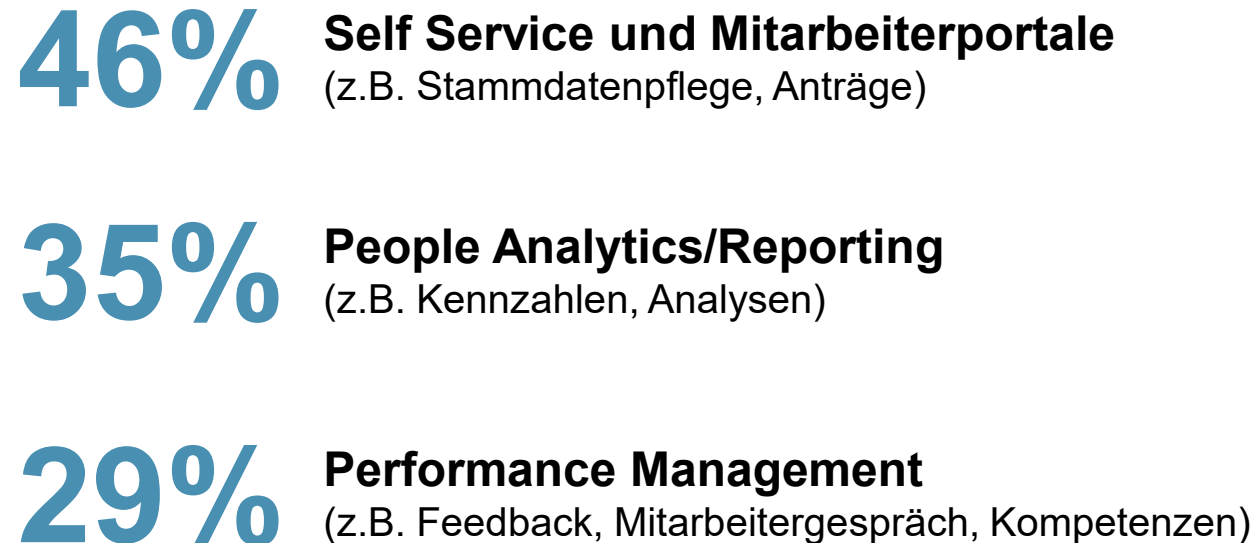 46%
Self Service und Mitarbeiterportale
(z.B. Stammdatenpflege, Anträge)
35%
People Analytics/Reporting
(z.B. Kennzahlen, Analysen)
29%
Performance Management
(z.B. Feedback, Mitarbeitergespräch, Kompetenzen)